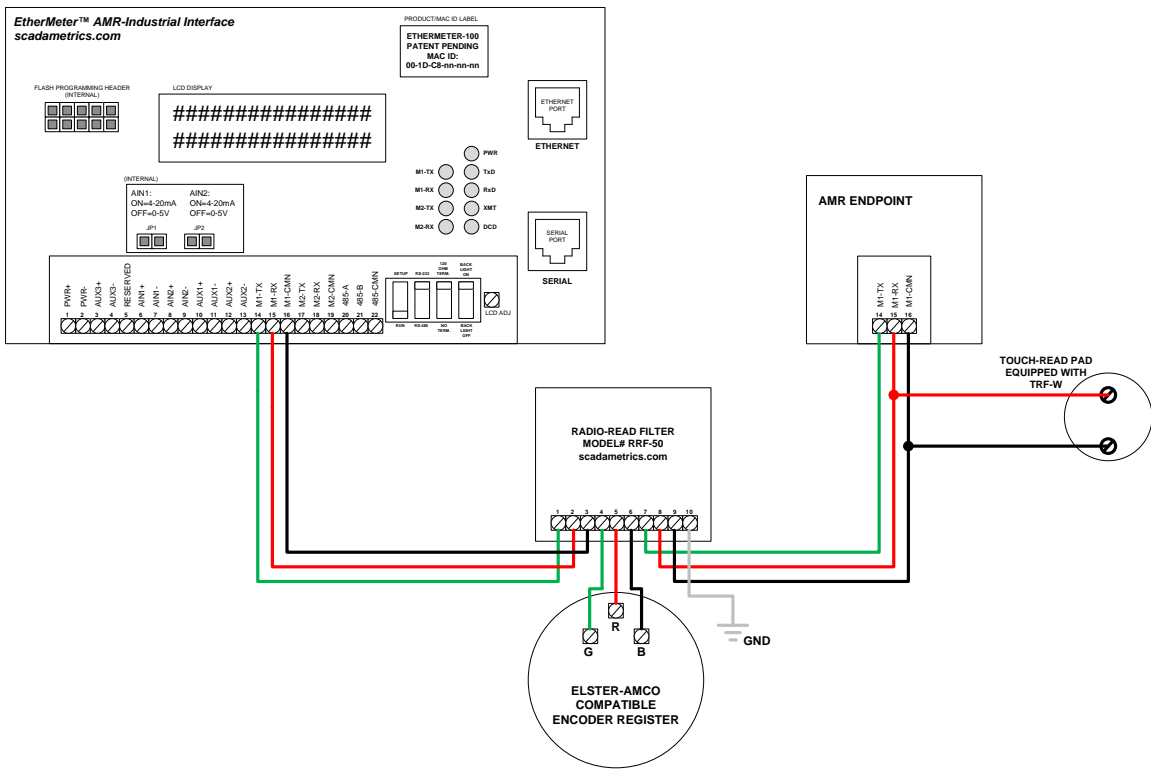 EtherMeter™ AMR-Industrial Interface
scadametrics.com
PRODUCT/MAC ID LABEL
ETHERMETER-100
PATENT PENDING
MAC ID:
00-1D-C8-nn-nn-nn
FLASH PROGRAMMING HEADER
(INTERNAL)
LCD DISPLAY
################
################
ETHERNET
PORT
ETHERNET
PWR
M1-TX
TxD
M1-RX
RxD
M2-TX
XMT
M2-RX
DCD
(INTERNAL)
AIN1:
ON=4-20mA
OFF=0-5V
AIN2:
ON=4-20mA
OFF=0-5V
JP1
JP2
SERIAL
PORT
SERIAL
PWR+
PWR-
AUX3+
AUX3-
RESERVED
AIN1+
AIN1-
AIN2+
AIN2-
AUX1+
AUX1-
AUX2+
AUX2-
M1-TX
M1-RX
M1-CMN
M2-TX
M2-RX
M2-CMN
485-A
485-B
485-CMN
1 2 3 4 5 6 7 8 9 10 11 12 13 14 15 16 17 18 19 20 21 22
SETUP
RS-232
120
OHM
TERM.
BACK
LIGHT
ON
RUN
RS-485
NO
TERM.
BACK
LIGHT
OFF
LCD ADJ
AMR ENDPOINT
M1-TX
M1-RX
M1-CMN
14 15 16
TOUCH-READ PAD
EQUIPPED WITH
TRF-W
RADIO-READ FILTER
MODEL# RRF-50
scadametrics.com
1 2 3 4 5 6 7 8 9 10
R
G
B
GND
ELSTER-AMCO
COMPATIBLE
ENCODER REGISTER